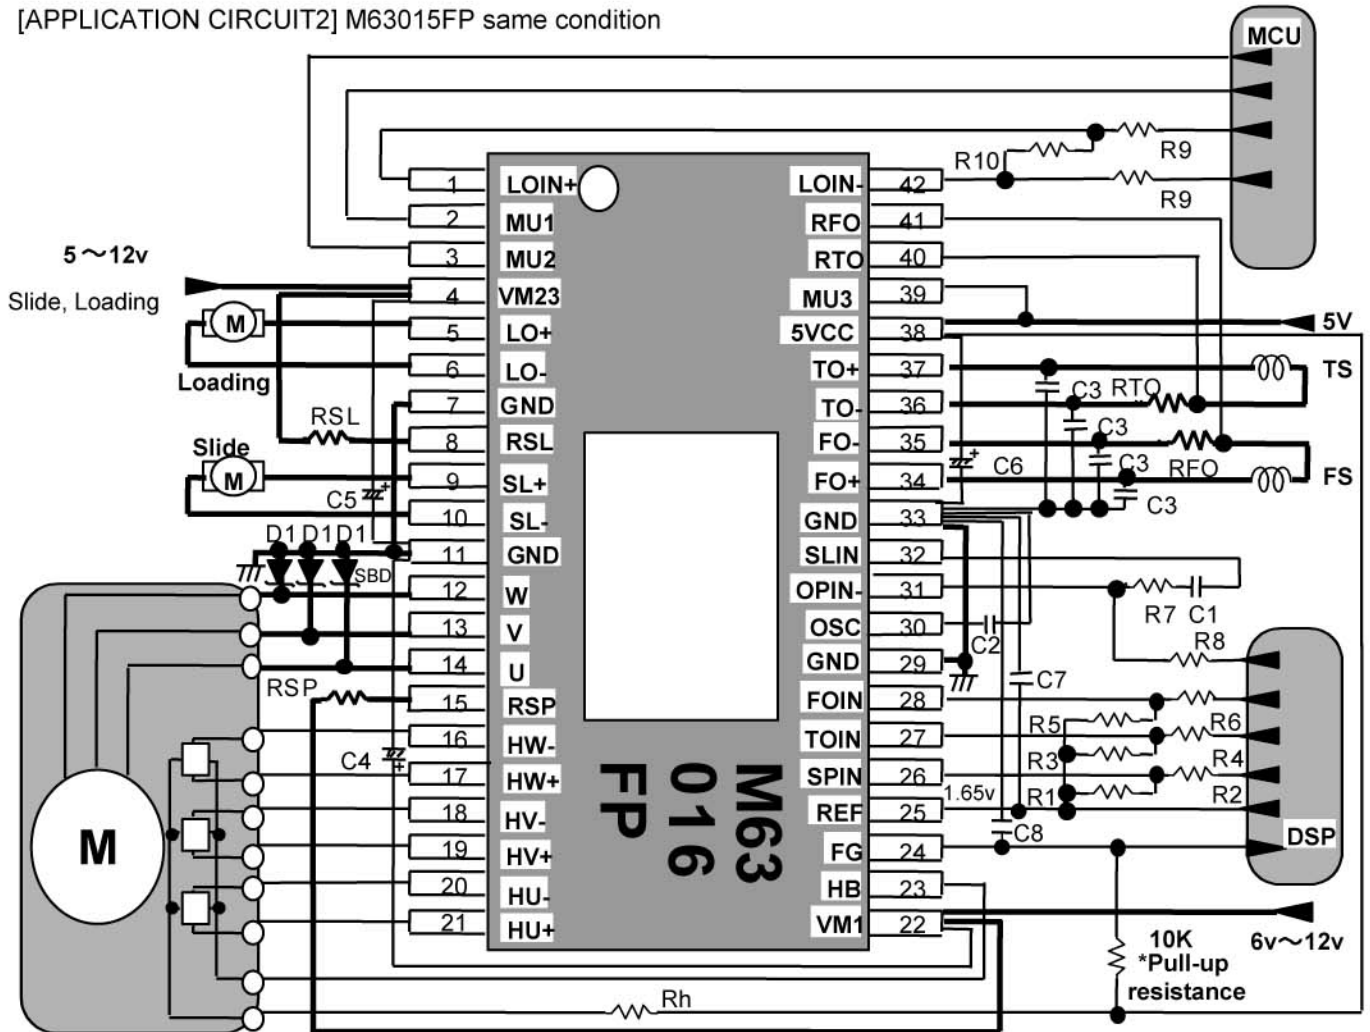 [APPLICATION CIRCUIT2] M63015FP same condition
MCU
R10
R9
R9
1 LOIN+
2 MU1
3 MU2
4 VM23
5 LO+
6 LO-
7 GND
8 RSL
9 SL+
10 SL-
11 GND
12 W
13 V
14 U
15 RSP
16 HW-
17 HW+
18 HV-
19 HV+
20 HU-
21 HU+
LOIN- 42
RFO 41
RTO 40
MU3 39
5VCC 38
TO+ 37
TO- 36
FO- 35
FO+ 34
GND 33
SLIN 32
OPIN- 31
OSC 30
GND 29
FOIN 28
TOIN 27
SPIN 26
REF 25
FG 24
HB 23
VM1 22
M63
016
FP
5～12v
Slide, Loading
M
Loading
RSL
Slide
M
C5
+
D1 D1 D1
SBD
RSP
C4
+
M
5V
TS
C3
RTO
C3
C3
RFO
FS
C3
C6
+
R7 C1
C2
R8
C7
R5
R6
R3
R4
R1
R2
1.65v
C8
DSP
6v～12v
10K
*Pull-up
resistance
Rh